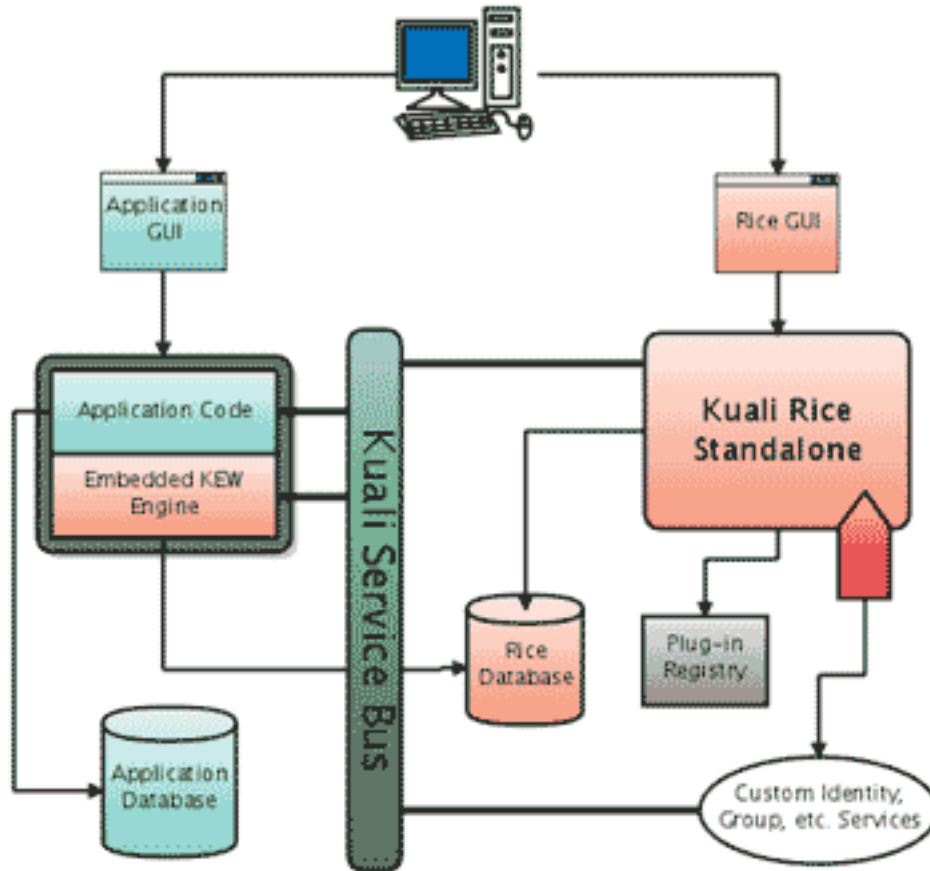 Application
GUI
Rice GUI
Application Code
Embedded KEW
Engine
Kuali Service Bus
Kuali Rice
Standalone
Rice
Database
Plug-in
Registry
Application
Database
Custom Identity,
Group, etc. Services